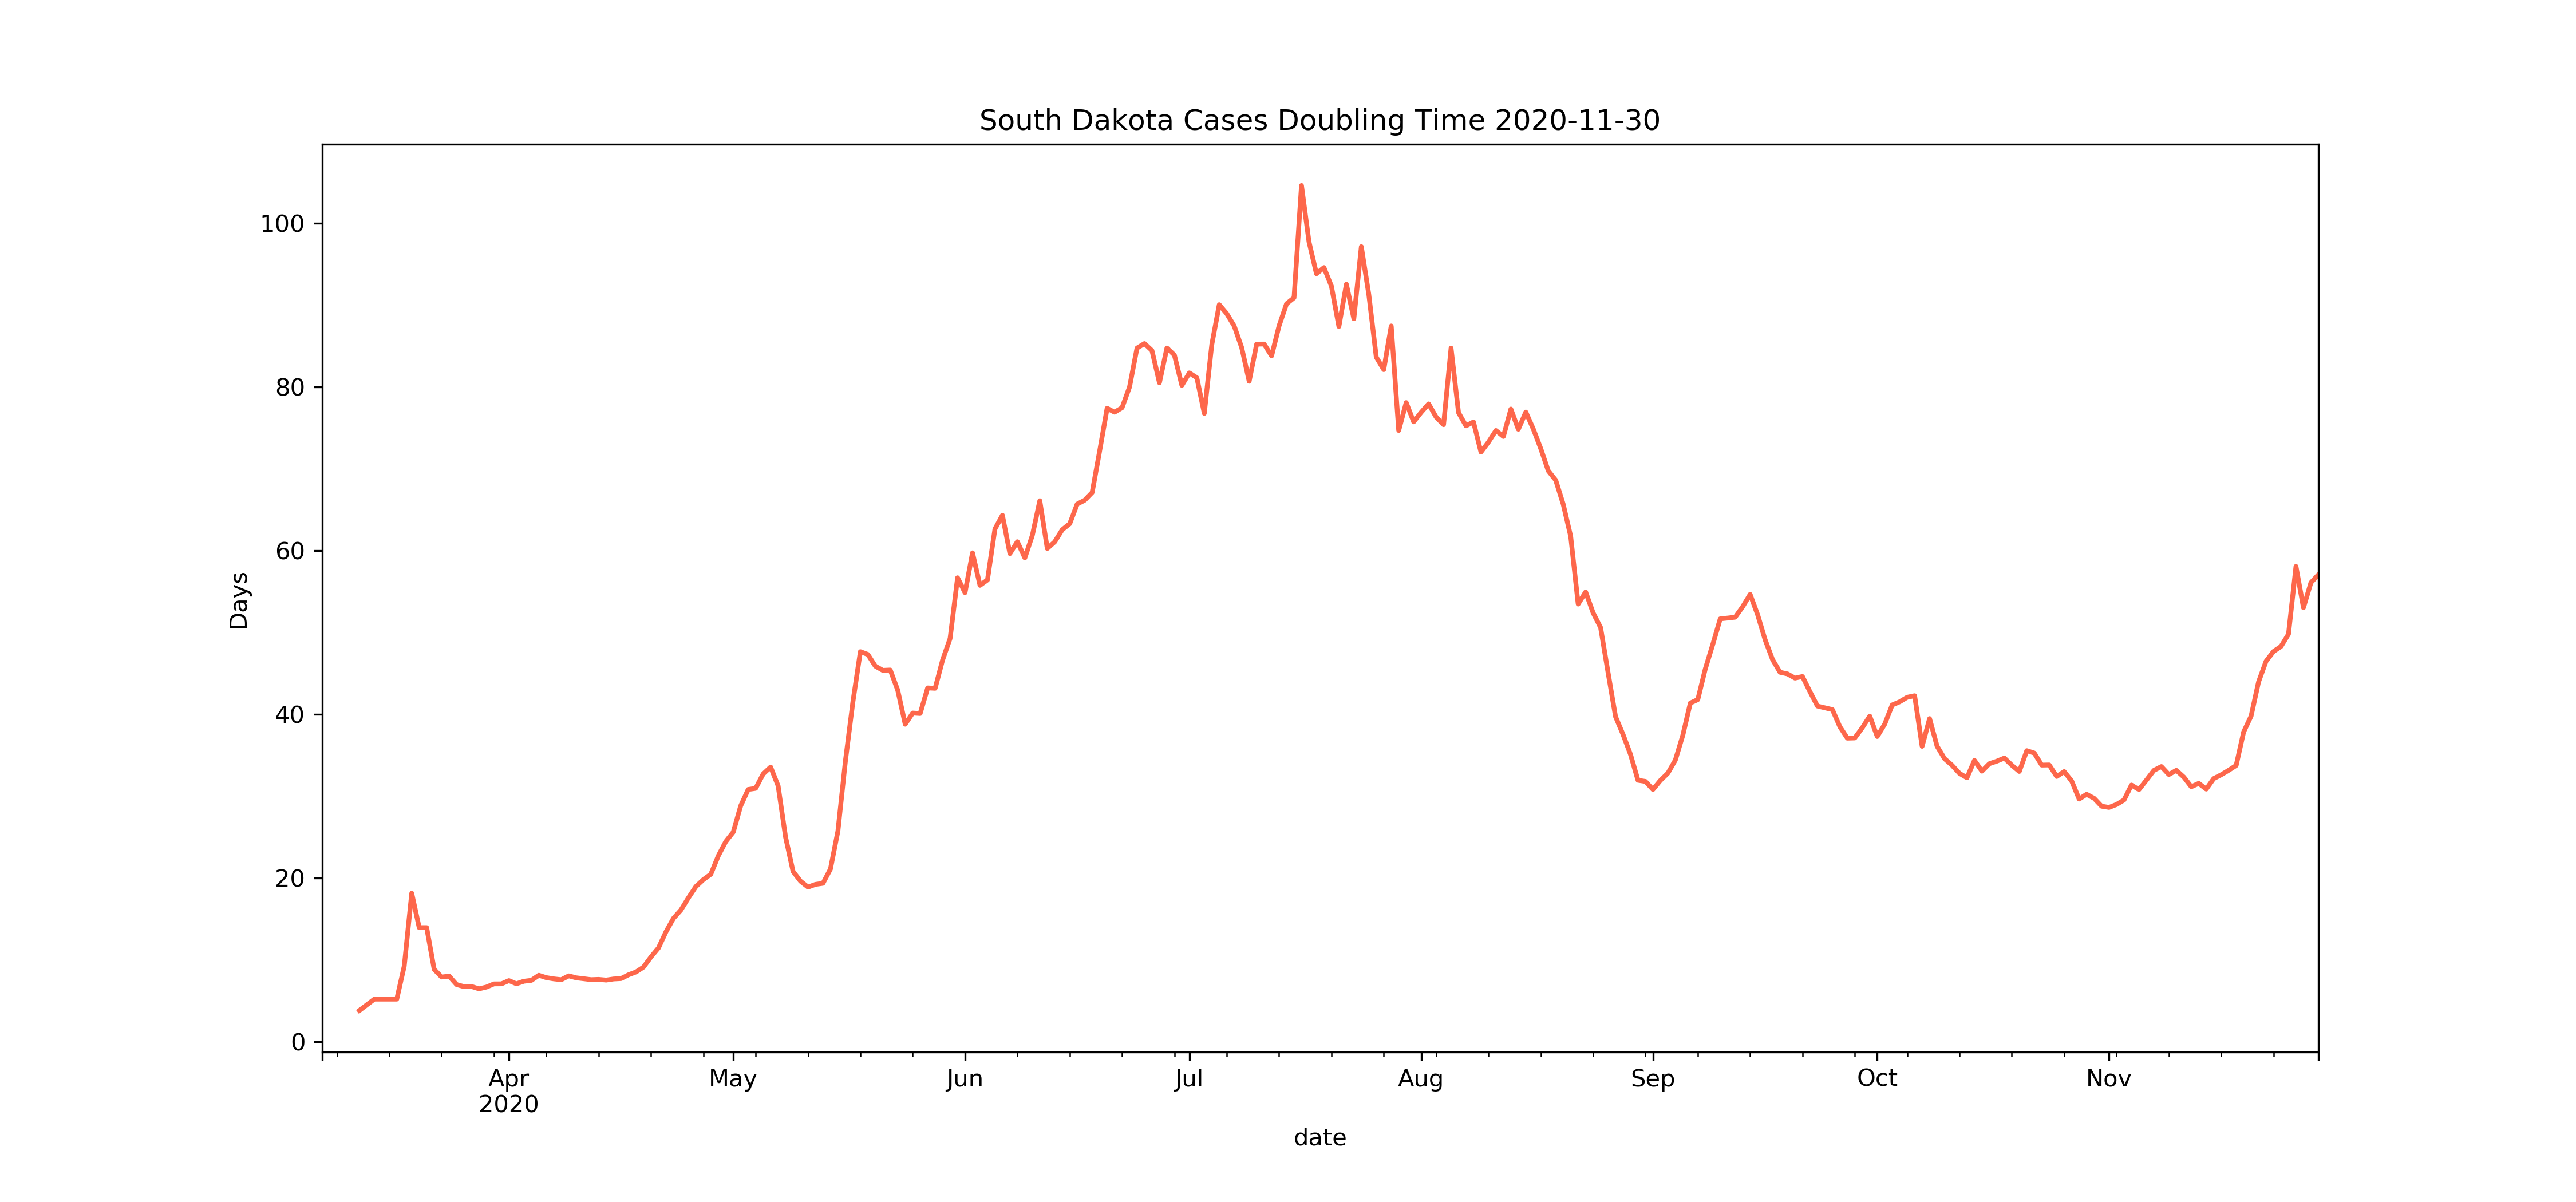 South Dakota Cases Doubling Time 2020-11-30
100
80
60
40
20
0
Days
Apr
2020
May
Jun
Jul
Aug
Sep
Oct
Nov
date